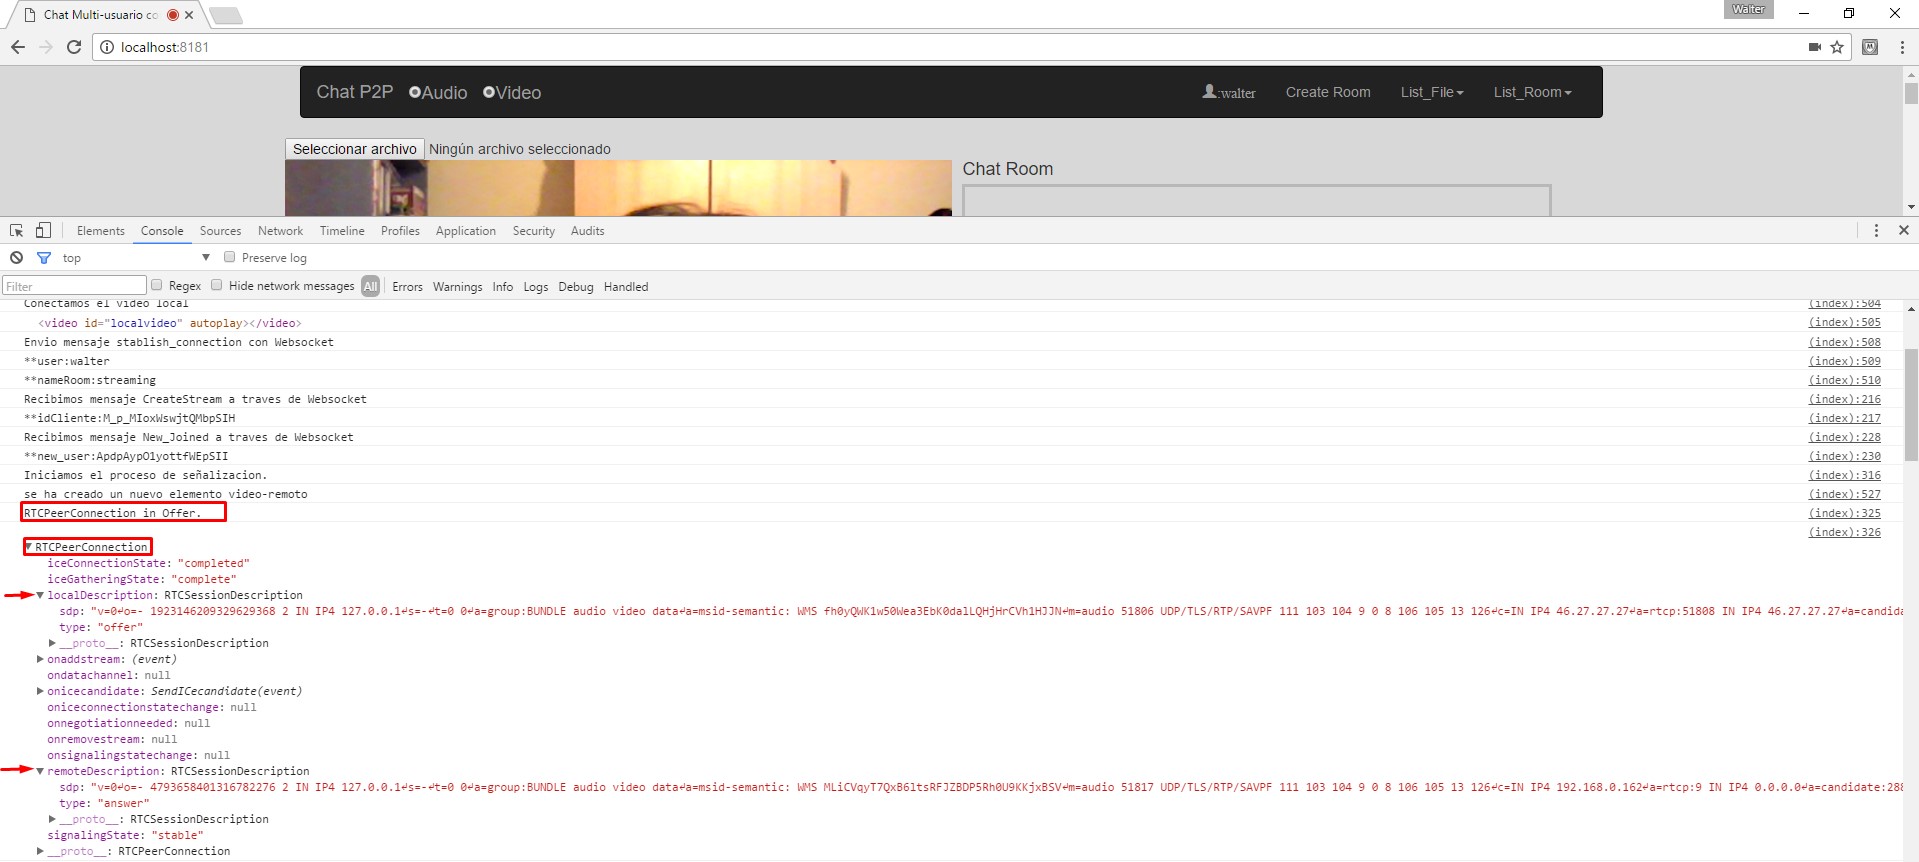 Chat Multi-usuario co
Walter
localhost:8181
Chat P2P Audio Video :walter Create Room List_File List_Room
Seleccionar archivo Ningún archivo seleccionado
Chat Room
Elements Console Sources Network Timeline Profiles Application Security Audits
top Preserve log
Filter Regex Hide network messages All Errors Warnings Info Logs Debug Handled
Conectamos el video local (index):504
<video id="localvideo" autoplay></video> (index):505
Envio mensaje stablish_connection con Websocket (index):508
**user:walter (index):509
**nameRoom:streaming (index):510
Recibimos mensaje CreateStream a traves de Websocket (index):216
**idCliente:M_p_MIoxWswjtQMbpSIH (index):217
Recibimos mensaje New_Joined a traves de Websocket (index):228
**new_user:ApdpAypO1yottfWEpSII (index):230
Iniciamos el proceso de señalizacion. (index):316
se ha creado un nuevo elemento video-remoto (index):527
RTCPeerConnection in Offer. (index):325
(index):326
RTCPeerConnection
iceConnectionState: "completed"
iceGatheringState: "complete"
localDescription: RTCSessionDescription
sdp: "v=0↵o=- 1923146209329629368 2 IN IP4 127.0.0.1↵s=-↵t=0 0↵a=group:BUNDLE audio video data↵a=msid-semantic: WMS fh0yQWK1w50Wea3EbK0dalLQHjHrCVh1HJJN↵m=audio 51806 UDP/TLS/RTP/SAVPF 111 103 104 9 0 8 106 105 13 126↵c=IN IP4 46.27.27.27↵a=rtcp:51808 IN IP4 46.27.27.27↵a=candida
type: "offer"
__proto__: RTCSessionDescription
onaddstream: (event)
ondatachannel: null
onicecandidate: SendICecandidate(event)
oniceconnectionstatechange: null
onnegotiationneeded: null
onremovestream: null
onsignalingstatechange: null
remoteDescription: RTCSessionDescription
sdp: "v=0↵o=- 4793658401316782276 2 IN IP4 127.0.0.1↵s=-↵t=0 0↵a=group:BUNDLE audio video data↵a=msid-semantic: WMS MLiCVqyT7QxB6ltsRFJZBDP5Rh0U9KKjxBSV↵m=audio 51817 UDP/TLS/RTP/SAVPF 111 103 104 9 0 8 106 105 13 126↵c=IN IP4 192.168.0.162↵a=rtcp:9 IN IP4 0.0.0.0↵a=candidate:288
type: "answer"
__proto__: RTCSessionDescription
signalingState: "stable"
__proto__: RTCPeerConnection